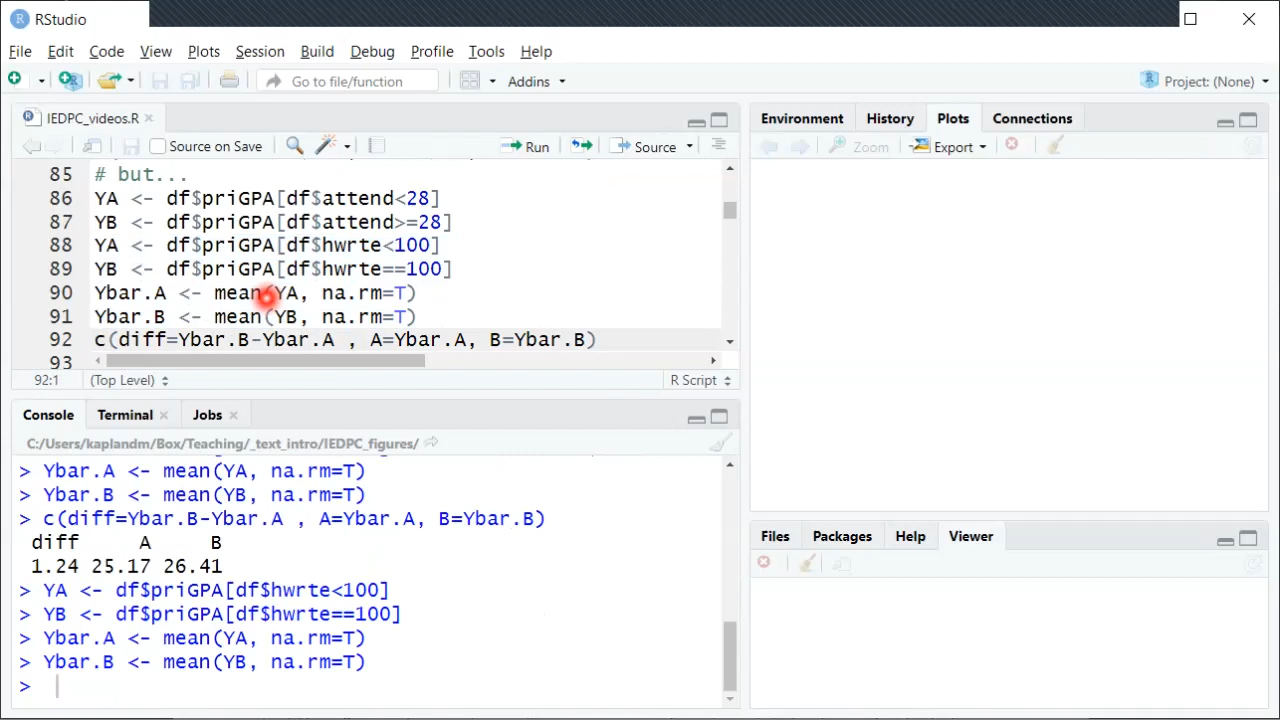 RStudio
File Edit Code View Plots Session Build Debug Profile Tools Help
Go to file/function Addins Project: (None)
IEDPC_videos.R
Source on Save Run Source
85 # but...
86 YA <- df$priGPA[df$attend<28]
87 YB <- df$priGPA[df$attend>=28]
88 YA <- df$priGPA[df$hwrte<100]
89 YB <- df$priGPA[df$hwrte==100]
90 Ybar.A <- mean(YA, na.rm=T)
91 Ybar.B <- mean(YB, na.rm=T)
92 c(diff=Ybar.B-Ybar.A , A=Ybar.A, B=Ybar.B)
93
92:1 (Top Level) R Script
Console Terminal Jobs
C:/Users/kaplandm/Box/Teaching/_text_intro/IEDPC_figures/
> Ybar.A <- mean(YA, na.rm=T)
> Ybar.B <- mean(YB, na.rm=T)
> c(diff=Ybar.B-Ybar.A , A=Ybar.A, B=Ybar.B)
diff A B
1.24 25.17 26.41
> YA <- df$priGPA[df$hwrte<100]
> YB <- df$priGPA[df$hwrte==100]
> Ybar.A <- mean(YA, na.rm=T)
> Ybar.B <- mean(YB, na.rm=T)
>
Environment History Plots Connections
Zoom Export
Files Packages Help Viewer